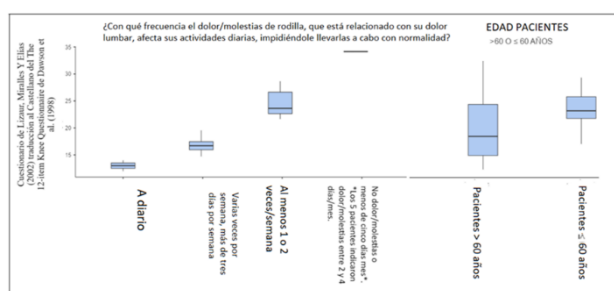 ¿Con qué frecuencia el dolor/molestias de rodilla, que está relacionado con su dolor
lumbar, afecta sus actividades diarias, impidiéndole llevarlas a cabo con normalidad?
EDAD PACIENTES
>60 O ≤ 60 AÑOS
Cuestionario de Lizaur, Miralles Y Elías
(2002) traducción al Castellano del The
12-item Knee Questionnaire de Dawson et
al. (1998)
35
30
25
20
15
A diario
Varias veces por
semana, más de tres
días por semana
Al menos 1 o 2
veces/semana
No dolor/molestias o
menos de cinco días mes*.
*Los 5 pacientes indicaron
dolor/molestias entre 2 y 4
días/mes.
Pacientes > 60 años
Pacientes ≤ 60 años